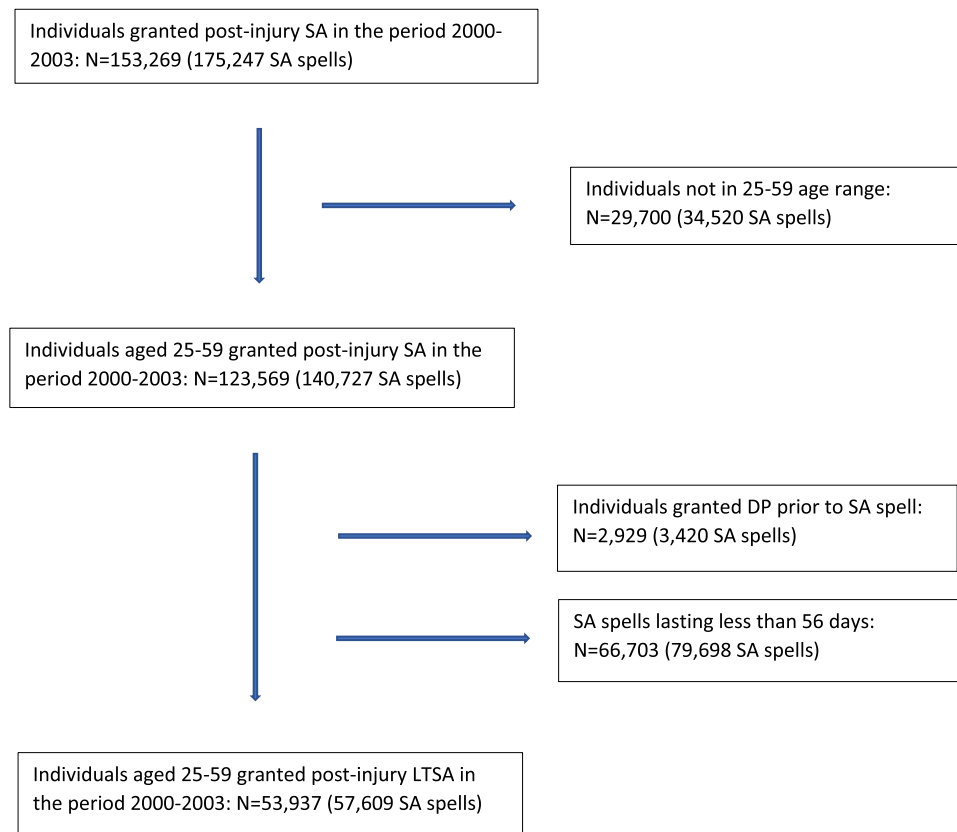 Individuals granted post-injury SA in the period 2000-
2003: N=153,269 (175,247 SA spells)
Individuals not in 25-59 age range:
N=29,700 (34,520 SA spells)
Individuals aged 25-59 granted post-injury SA in the
period 2000-2003: N=123,569 (140,727 SA spells)
Individuals granted DP prior to SA spell:
N=2,929 (3,420 SA spells)
SA spells lasting less than 56 days:
N=66,703 (79,698 SA spells)
Individuals aged 25-59 granted post-injury LTSA in
the period 2000-2003: N=53,937 (57,609 SA spells)